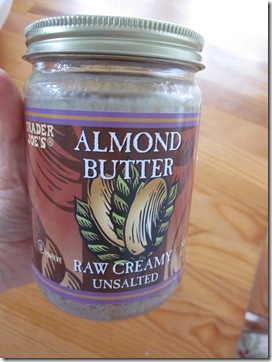 TRADER
JOE'S®
ALMOND
BUTTER
RAW CREAMY
UNSALTED